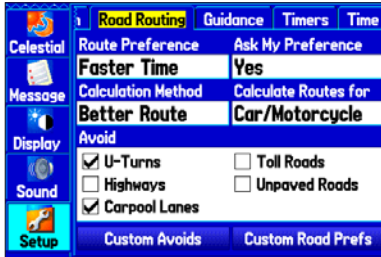 Road Routing Guidance Timers Time
Celestial
Route Preference Ask My Preference
Faster Time Yes
Message
Calculation Method Calculate Routes for
Better Route Car/Motorcycle
Display
Avoid
U-Turns Toll Roads
Sound
Highways Unpaved Roads
Carpool Lanes
Setup
Custom Avoids Custom Road Prefs